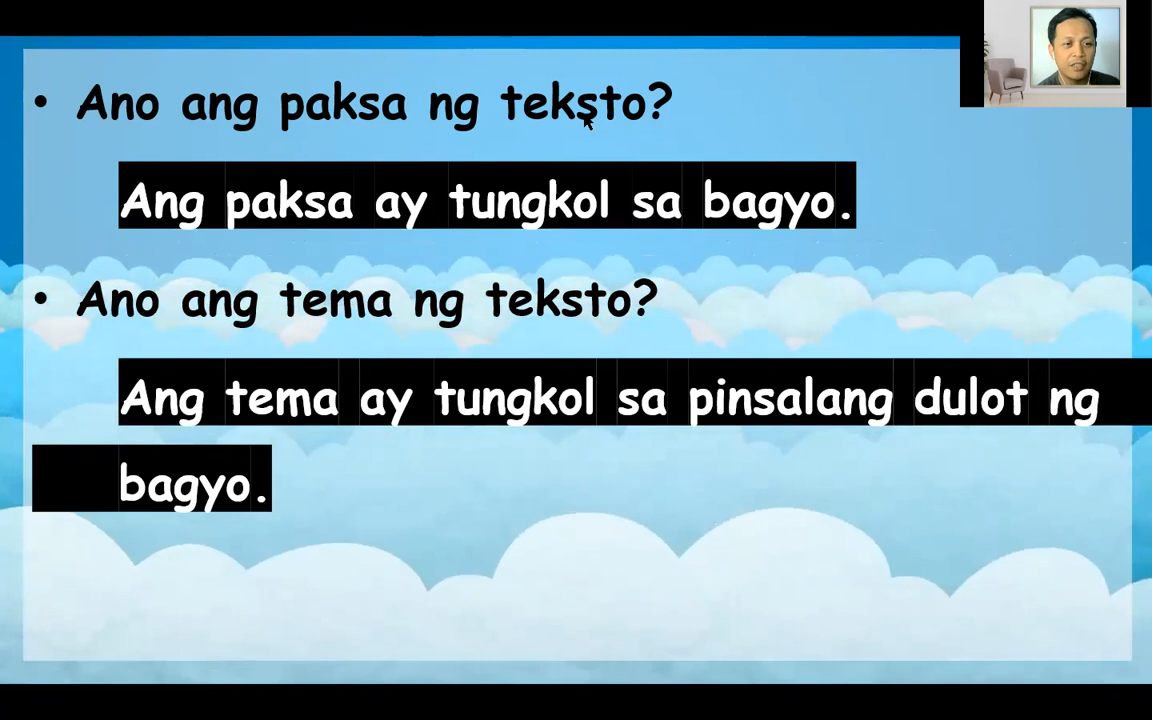 • Ano ang paksa ng teksto?
Ang paksa ay tungkol sa bagyo.
• Ano ang tema ng teksto?
Ang tema ay tungkol sa pinsalang dulot ng
bagyo.